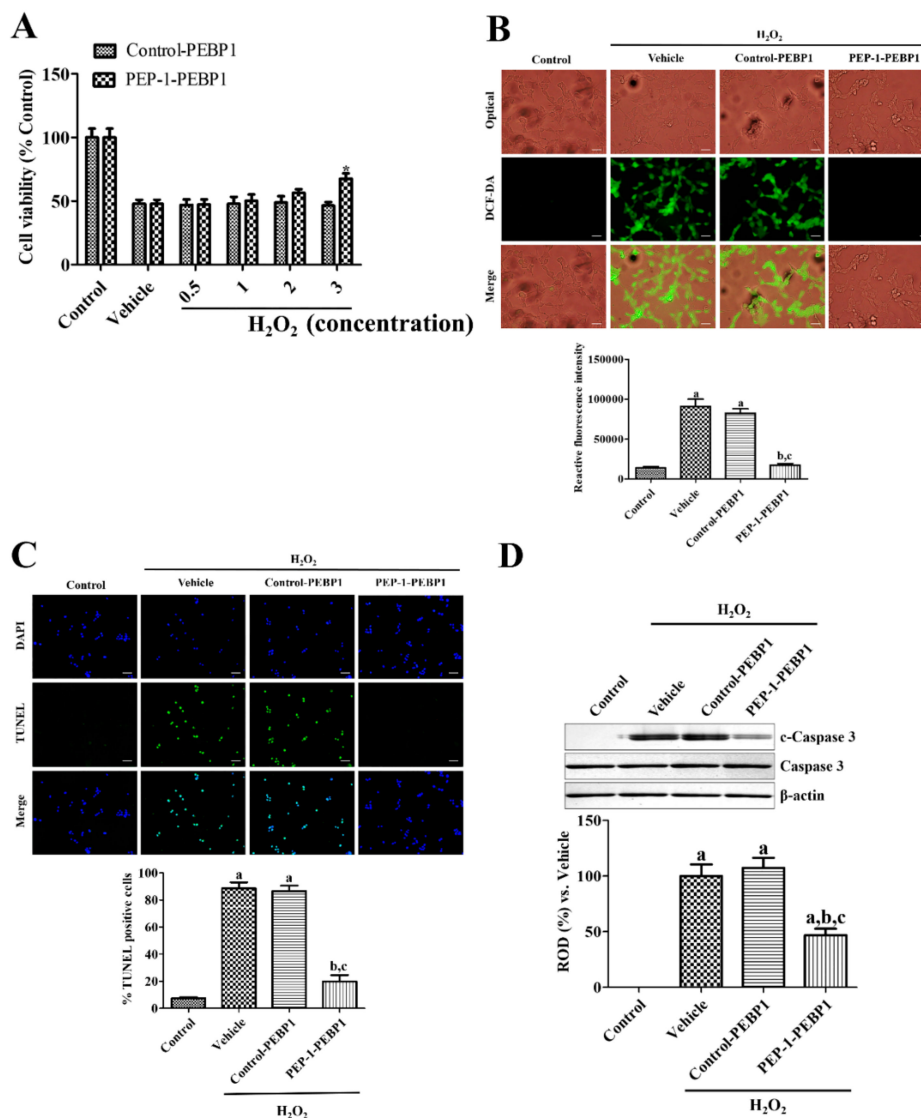 A
Control-PEBP1
PEP-1-PEBP1
Cell viability (% Control)
150
100
50
0
*
Control
Vehicle
0.5
1
2
3
H₂O₂ (concentration)
B
H₂O₂
Control
Vehicle
Control-PEBP1
PEP-1-PEBP1
Optical
DCF-DA
Merge
Reactive fluorescence intensity
150000
100000
50000
0
a
a
b,c
Control
Vehicle
Control-PEBP1
PEP-1-PEBP1
C
H₂O₂
Control
Vehicle
Control-PEBP1
PEP-1-PEBP1
DAPI
TUNEL
Merge
% TUNEL positive cells
100
80
60
40
20
0
a
a
b,c
Control
Vehicle
Control-PEBP1
PEP-1-PEBP1
H₂O₂
D
H₂O₂
Control
Vehicle
Control-PEBP1
PEP-1-PEBP1
c-Caspase 3
Caspase 3
β-actin
ROD (%) vs. Vehicle
150
100
50
0
a
a
a,b,c
Control
Vehicle
Control-PEBP1
PEP-1-PEBP1
H₂O₂